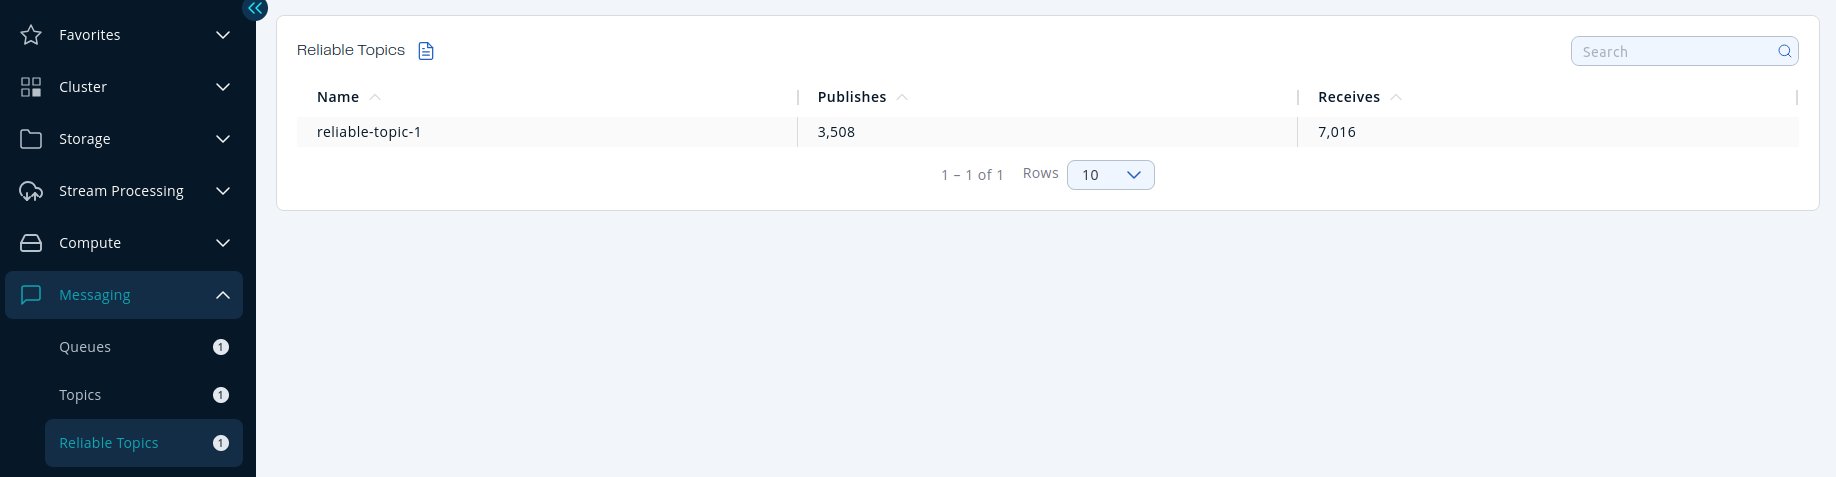 Favorites
Cluster
Storage
Stream Processing
Compute
Messaging
Queues 1
Topics 1
Reliable Topics 1
Reliable Topics
Search
Name Publishes Receives
reliable-topic-1 3,508 7,016
1 – 1 of 1 Rows 10